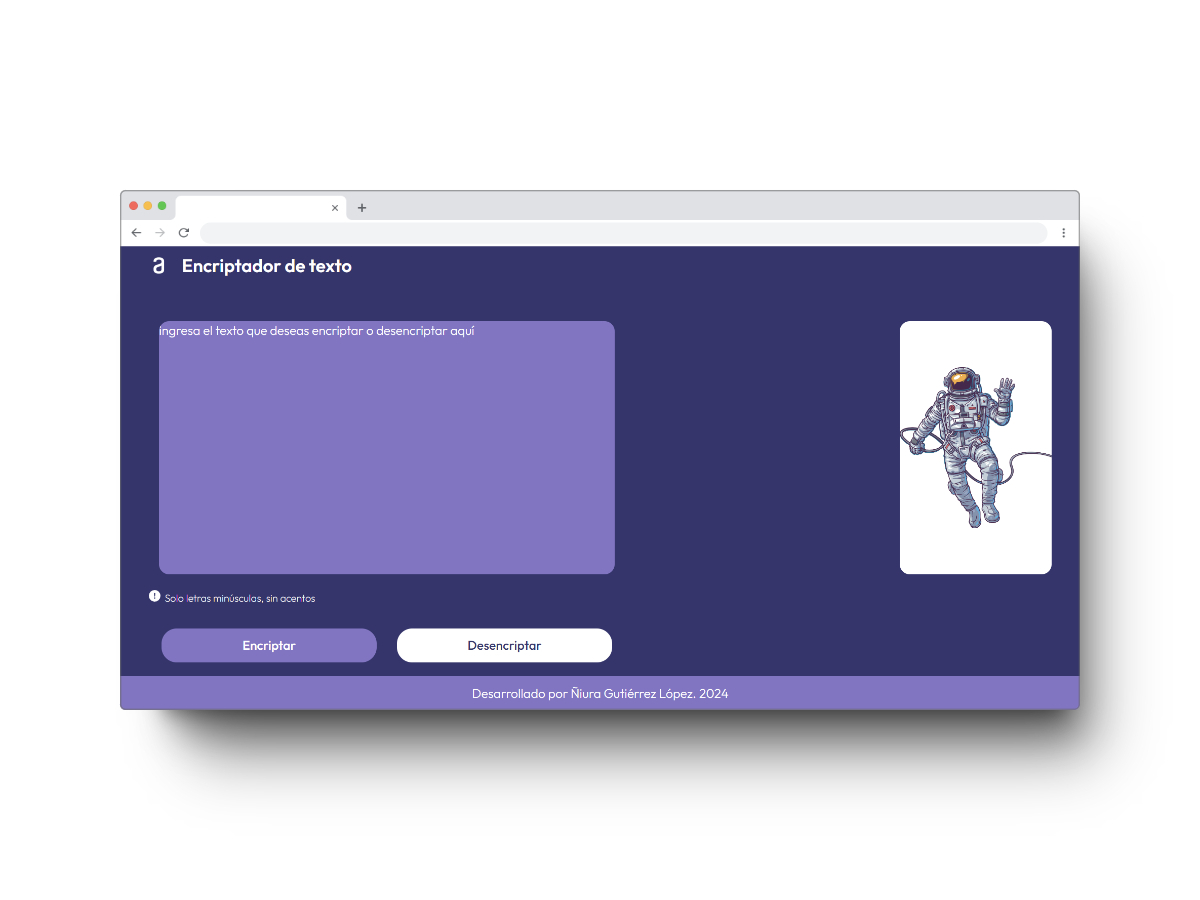 a Encriptador de texto
ingresa el texto que deseas encriptar o desencriptar aquí
! Solo letras minúsculas, sin acentos
Encriptar
Desencriptar
Desarrollado por Ñiura Gutiérrez López. 2024